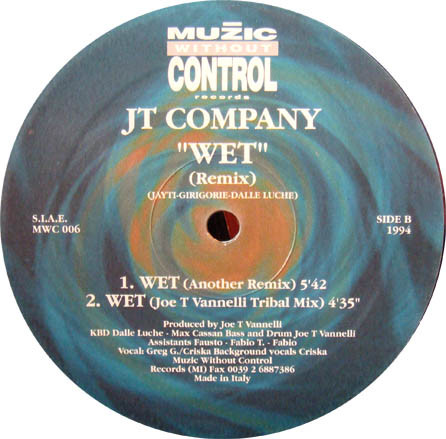 MUŽIC
WITHOUT
CONTROL
records
JT COMPANY
"WET"
(Remix)
(JAYTI-GIRIGORIE-DALLE LUCHE)
S.I.A.E.
MWC 006
SIDE B
1994
1. WET (Another Remix) 5'42
2. WET (Joe T Vannelli Tribal Mix) 4'35"
Produced by Joe T Vannelli
KBD Dalle Luche - Max Cassan Bass and Drum Joe T Vannelli
Assistants Fausto - Fabio T. - Fabio
Vocal: Greg G./Criska Background vocals Criska
Muzic Without Control
Records (MI) Fax 0039 2 6887386
Made in Italy